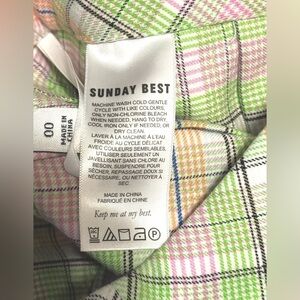 SUNDAY BEST
MACHINE WASH COLD GENTLE
CYCLE WITH LIKE COLOURS.
ONLY NON-CHLORINE BLEACH
WHEN NEEDED, HANG TO DRY,
COOL IRON ONLY IF NEEDED, OR
DRY CLEAN.
LAVER À LA MACHINE À L'EAU
FROIDE AU CYCLE DÉLICAT
AVEC COULEURS SEMBLABLES.
UTILISER SEULEMENT UN
JAVELLISANT SANS CHLORE AU
BESOIN, SUSPENDRE POUR
SÉCHER, REPASSAGE DOUX SI
NÉCESSAIRE, OU NETTOYER À
SEC.
MADE IN CHINA
FABRIQUÉ EN CHINE
Keep me at my best.
P
00
MADE IN
CHINA